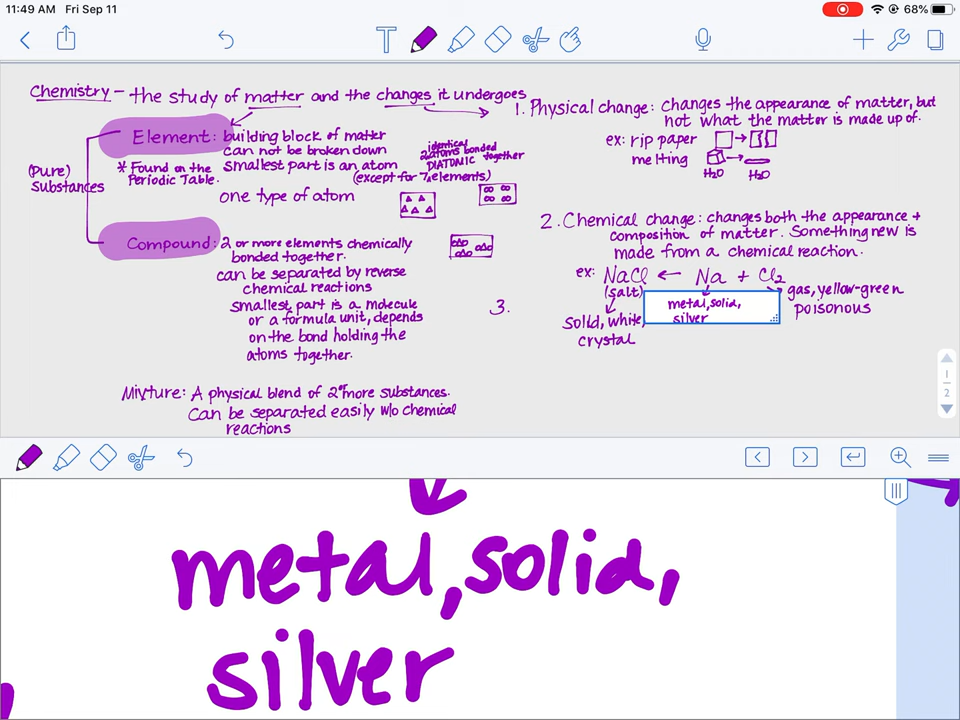 11:49 AM Fri Sep 11
68%
T
Chemistry - the study of matter and the changes it undergoes
Element: building block of matter
can not be broken down
smallest part is an atom
(except for 7 elements)
identical
2 atoms bonded together
DIATONIC
* Found on the
Periodic Table.
(Pure)
Substances
one type of atom
Compound: 2 or more elements chemically
bonded together.
can be separated by reverse
chemical reactions
smallest part is a molecule
or a formula unit, depends
on the bond holding the
atoms together.
Mixture: A physical blend of 2 or more substances.
Can be separated easily w/o chemical
reactions
1. Physical change: changes the appearance of matter, but
not what the matter is made up of.
ex: rip paper
melting
H2O H2O
2. Chemical change: changes both the appearance +
composition of matter. Something new is
made from a chemical reaction.
ex: NaCl ← Na + Cl2
(salt)
solid, white,
crystal
metal, solid,
silver
gas, yellow-green
poisonous
3.
1
2
metal, solid,
silver